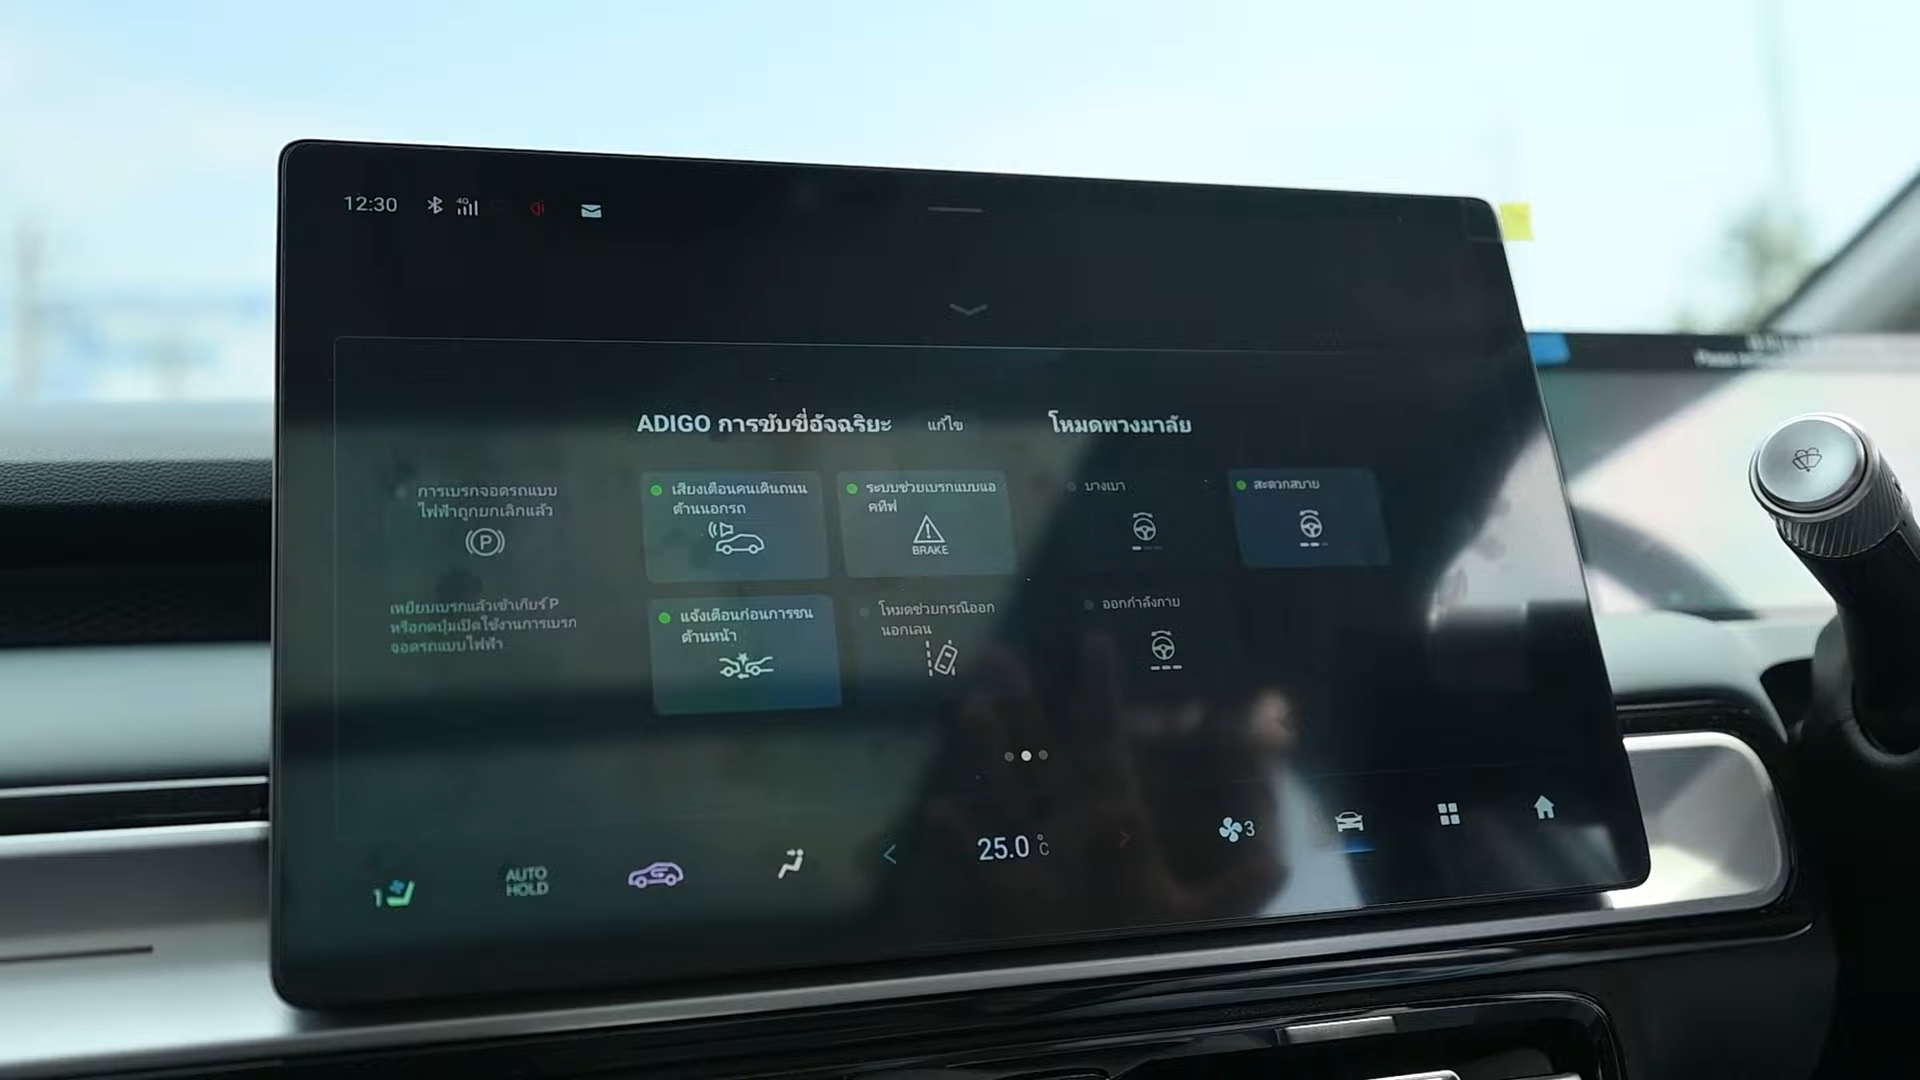 12:30
4G
ADIGO การขับขี่อัจฉริยะ
แก้ไข
โหมดพวงมาลัย
การเบรกจอดรถแบบ
ไฟฟ้าถูกยกเลิกแล้ว
P
เหยียบเบรกแล้วเข้าเกียร์ P
หรือกดปุ่มเปิดใช้งานการเบรก
จอดรถแบบไฟฟ้า
เสียงเตือนคนเดินถนน
ด้านนอกรถ
ระบบช่วยเบรกแบบแอ
คทีฟ
BRAKE
แจ้งเตือนก่อนการชน
ด้านหน้า
โหมดช่วยกรณีออก
นอกเลน
บางเบา
สะดวกสบาย
ออกกำลังกาย
1
AUTO
HOLD
25.0 °C
3